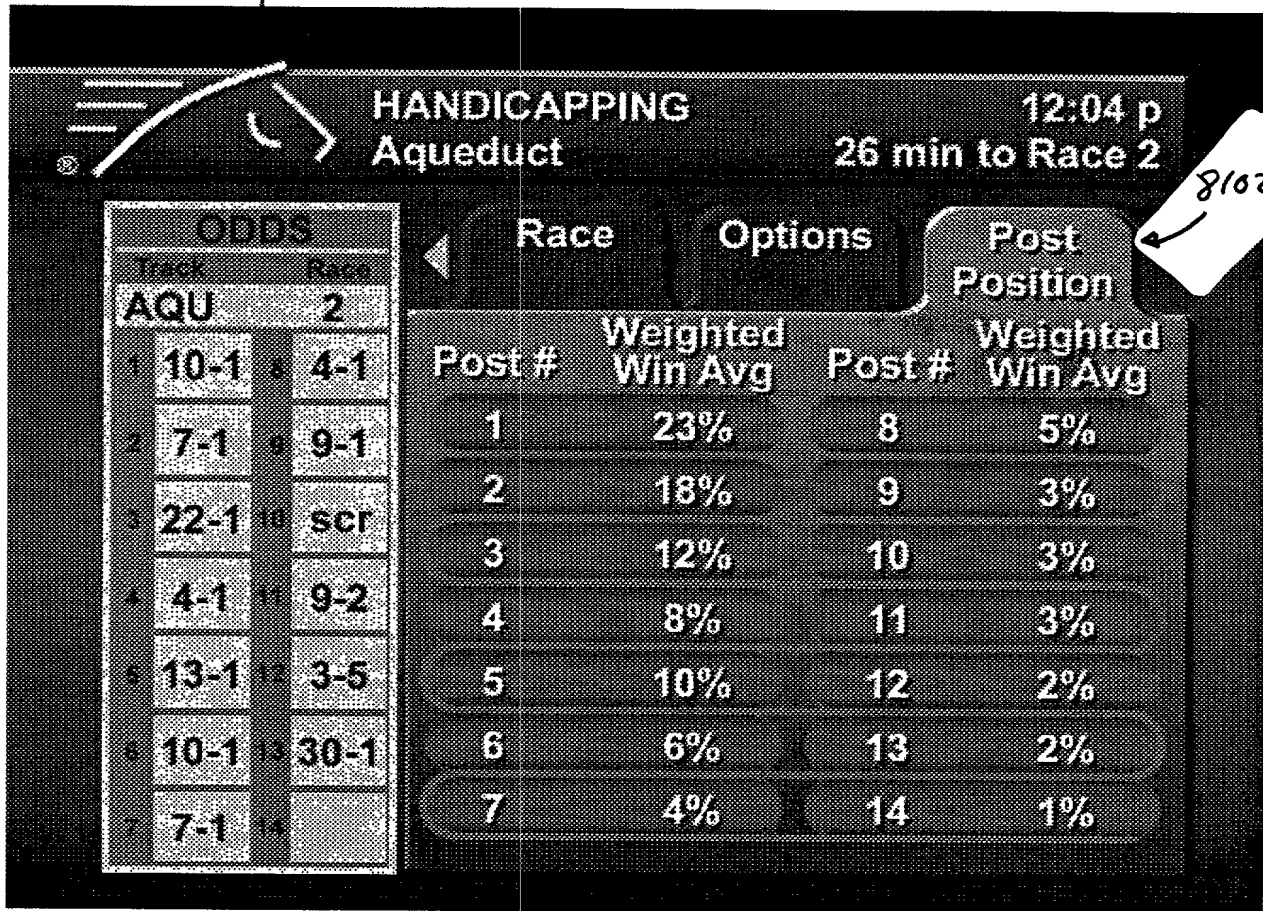 HANDICAPPING
Aqueduct
12:04 p
26 min to Race 2
®
ODDS
Track Race
AQU 2
1 10-1 8 4-1
2 7-1 9 9-1
3 22-1 10 scr
4 4-1 11 9-2
5 13-1 12 3-5
6 10-1 13 30-1
7 7-1 14
Race Options Post Position
Post # Weighted Win Avg Post # Weighted Win Avg
1 23% 8 5%
2 18% 9 3%
3 12% 10 3%
4 8% 11 3%
5 10% 12 2%
6 6% 13 2%
7 4% 14 1%